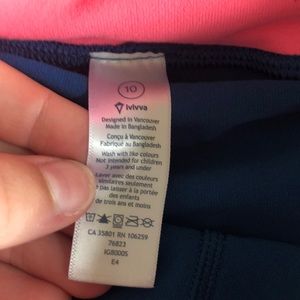 10
ivivva
Designed in Vancouver
Made in Bangladesh
Conçu à Vancouver
Fabriqué au Bangladesh
Wash with like colours
Not intended for children
3 years and under
Laver avec des couleurs
similaires seulement
Ne pas laisser à la portée
des enfants
de trois ans et moins
CA 35801 RN 106259
76823
IG8000S
E4